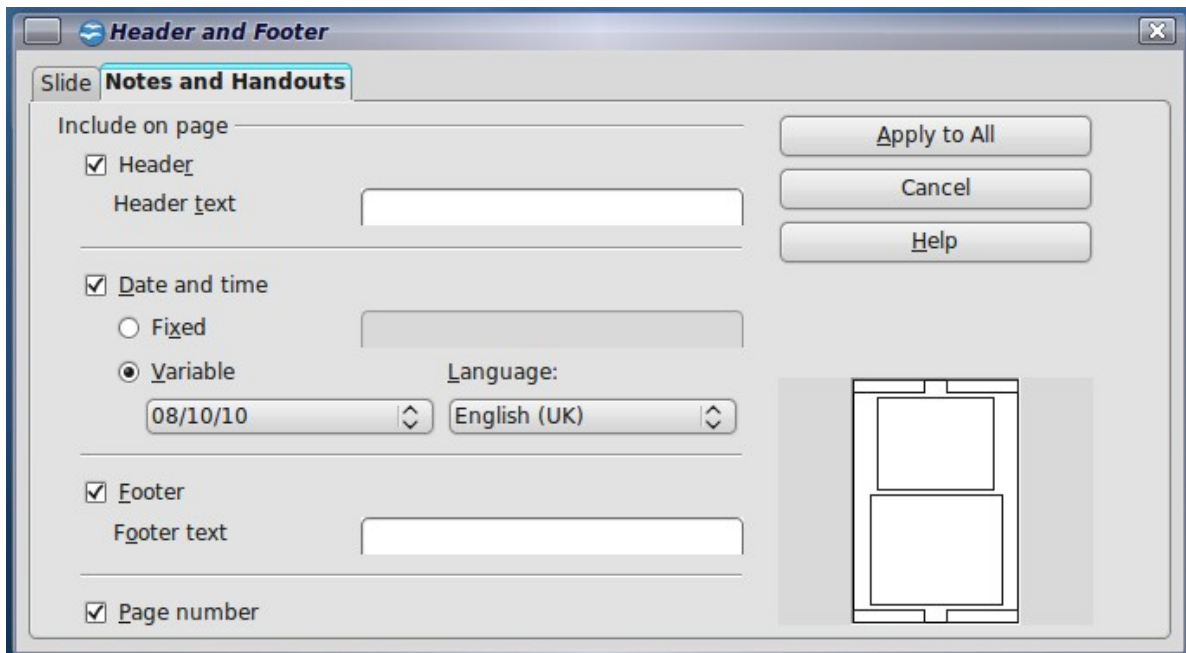 Header and Footer
Slide Notes and Handouts
Include on page
Header
Header text
Date and time
Fixed
Variable Language:
08/10/10 English (UK)
Footer
Footer text
Page number
Apply to All
Cancel
Help